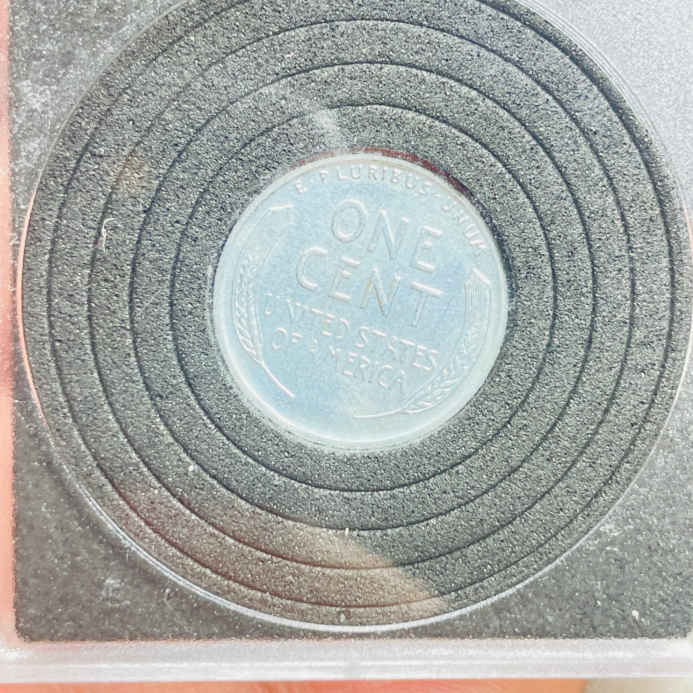 E·PLURIBUS·UNUM
ONE
CENT
UNITED STATES
OF AMERICA